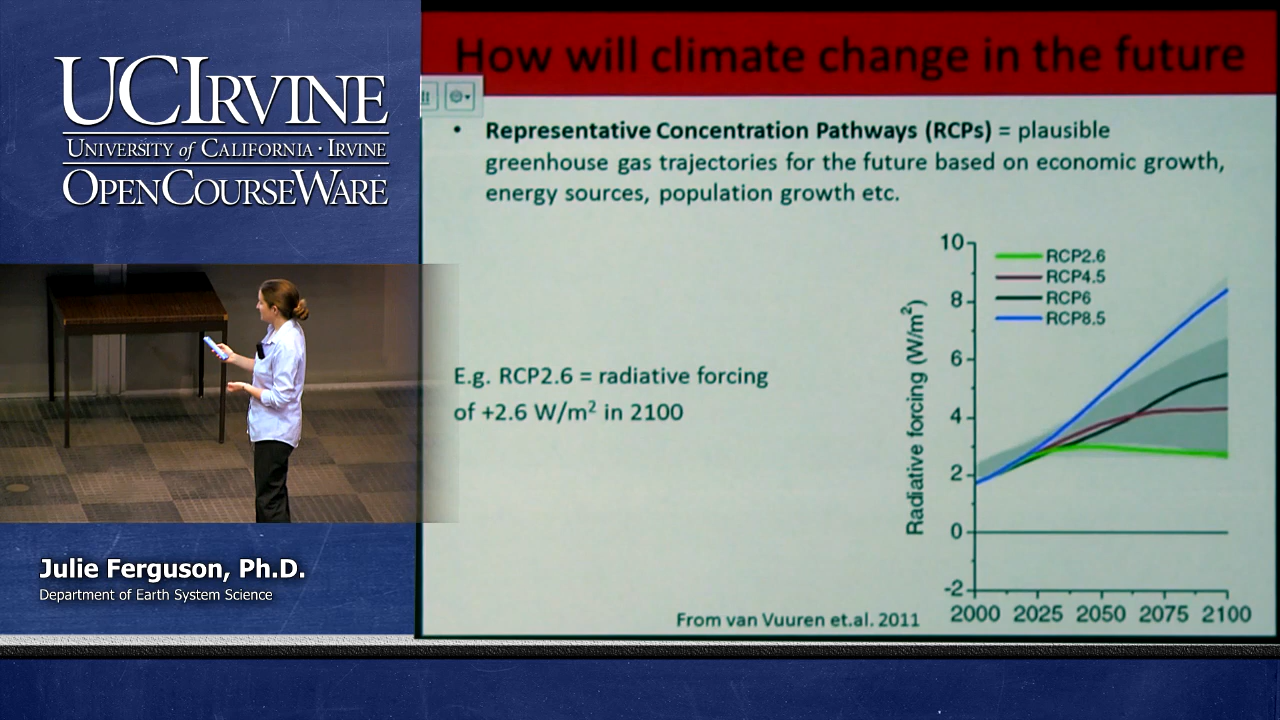 UCIRVINE
UNIVERSITY of CALIFORNIA · IRVINE
OPENCOURSEWARE
Julie Ferguson, Ph.D.
Department of Earth System Science
How will climate change in the future
• Representative Concentration Pathways (RCPs) = plausible
greenhouse gas trajectories for the future based on economic growth,
energy sources, population growth etc.
E.g. RCP2.6 = radiative forcing
of +2.6 W/m² in 2100
Radiative forcing (W/m²)
10
8
6
4
2
0
-2
RCP2.6
RCP4.5
RCP6
RCP8.5
2000 2025 2050 2075 2100
From van Vuuren et.al. 2011